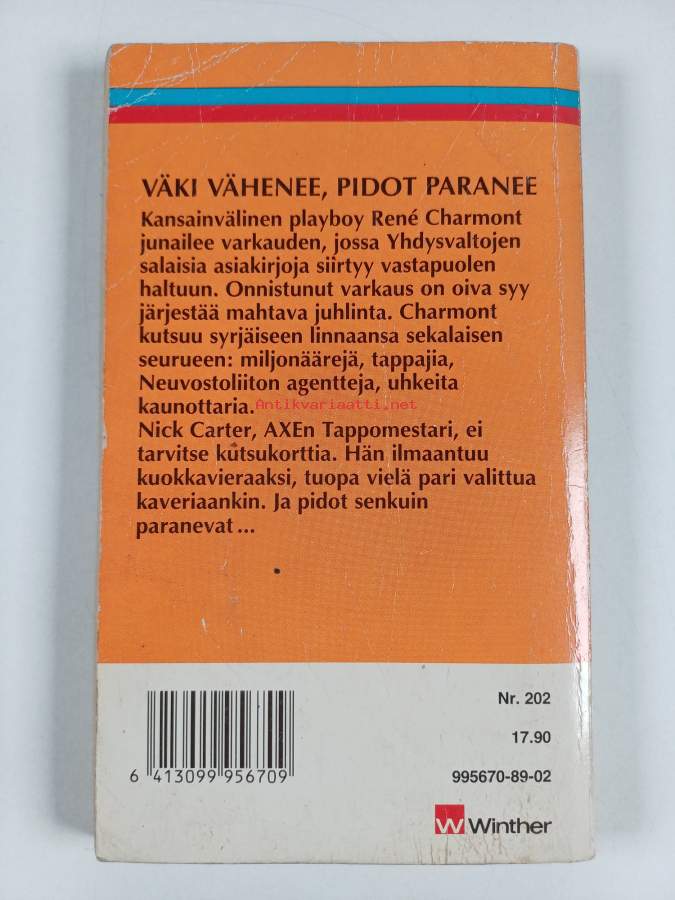 VÄKI VÄHENEE, PIDOT PARANEE
Kansainvälinen playboy René Charmont
junailee varkauden, jossa Yhdysvaltojen
salaisia asiakirjoja siirtyy vastapuolen
haltuun. Onnistunut varkaus on oiva syy
järjestää mahtava juhlinta. Charmont
kutsuu syrjäiseen linnaansa sekalaisen
seurueen: miljonäärejä, tappajia,
Neuvostoliiton agentteja, uhkeita
kaunottaria.
Antikvariaatti.net
Nick Carter, AXEn Tappomestari, ei
tarvitse kutsukorttia. Hän ilmaantuu
kuokkavieraaksi, tuopa vielä pari valittua
kaveriaankin. Ja pidot senkuin
paranevat...
Nr. 202
17.90
6 413099 956709
995670-89-02
W Winther